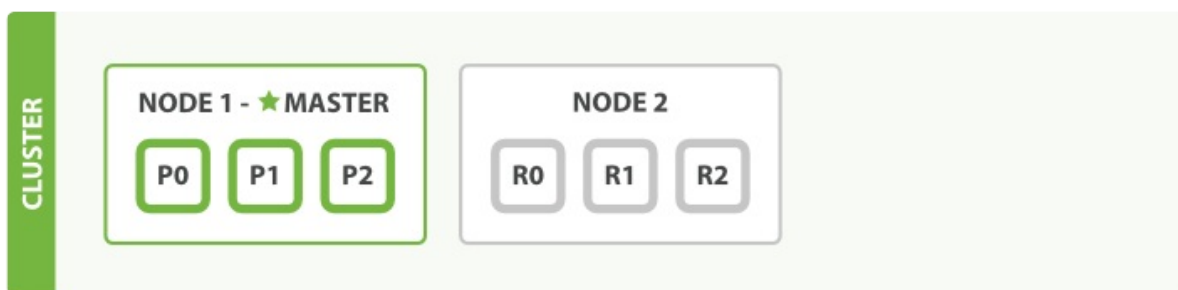 CLUSTER
NODE 1 - ★ MASTER
P0 P1 P2
NODE 2
R0 R1 R2